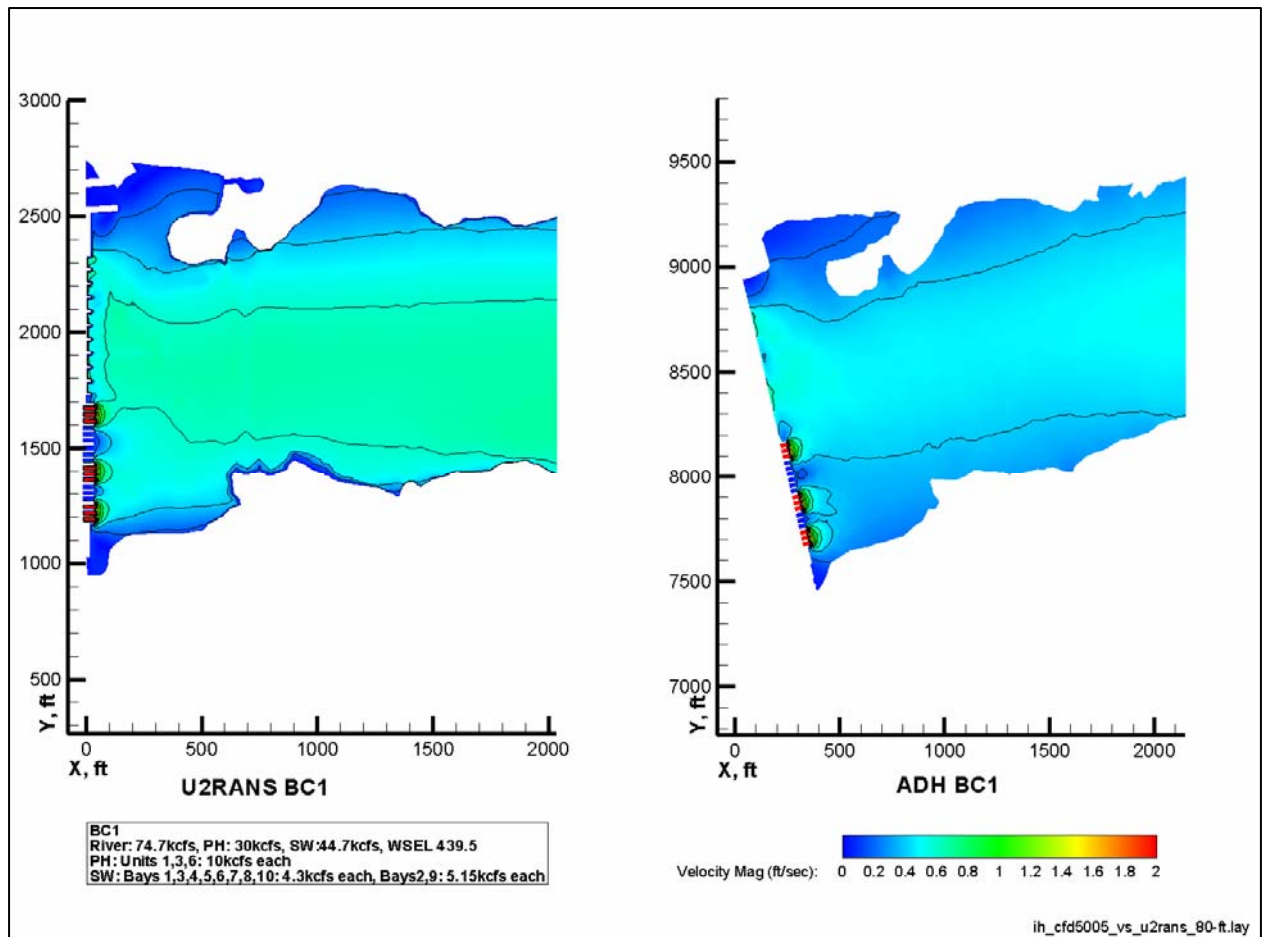 3000
2500
2000
1500
1000
500
Y, ft
0 500 1000 1500 2000
X, ft
U2RANS BC1
9500
9000
8500
8000
7500
7000
Y, ft
0 500 1000 1500 2000
X, ft
ADH BC1
BC1
River: 74.7kcfs, PH: 30kcfs, SW:44.7kcfs, WSEL 439.5
PH: Units 1,3,6: 10kcfs each
SW: Bays 1,3,4,5,6,7,8,10: 4.3kcfs each, Bays2,9: 5.15kcfs each
Velocity Mag (ft/sec): 0 0.2 0.4 0.6 0.8 1 1.2 1.4 1.6 1.8 2
ih_cfd5005_vs_u2rans_80-ft.lay